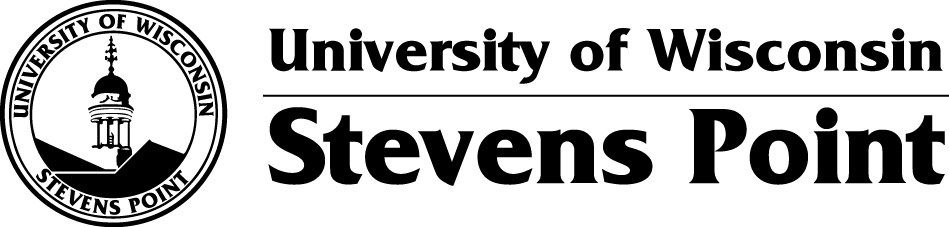 UNIVERSITY OF WISCONSIN
STEVENS POINT
University of Wisconsin
Stevens Point